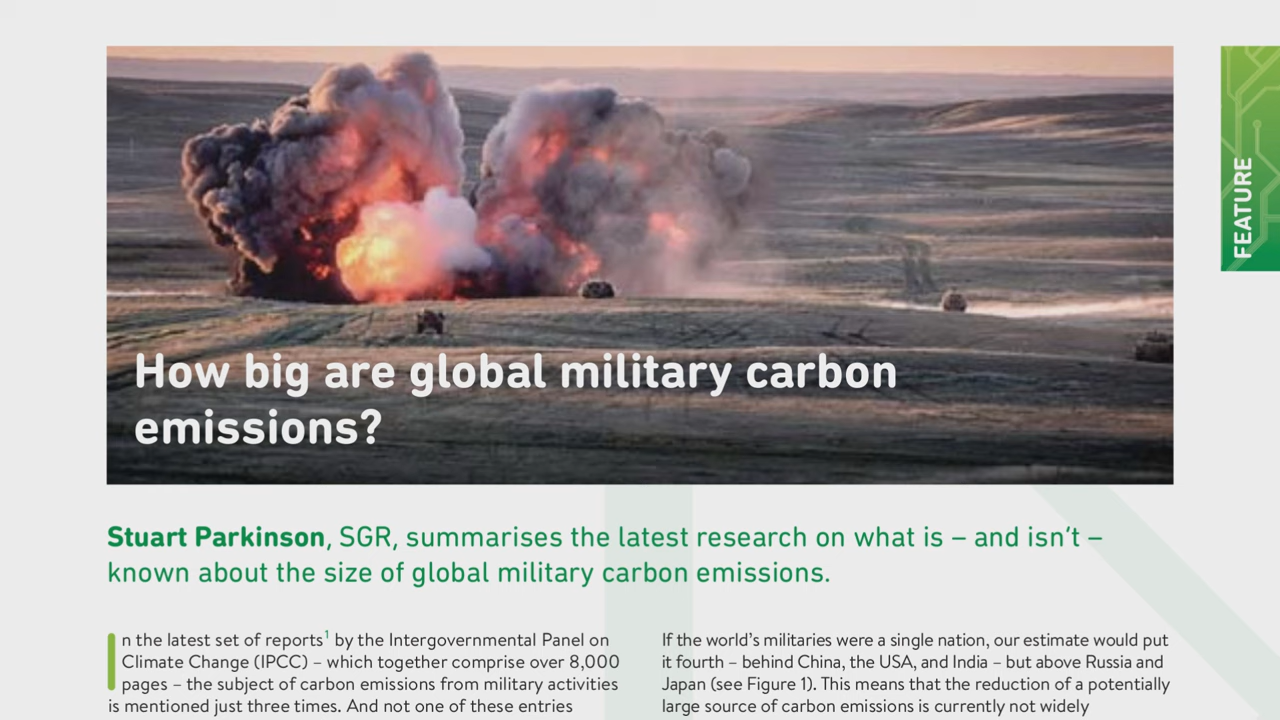 FEATURE
How big are global military carbon
emissions?
Stuart Parkinson, SGR, summarises the latest research on what is – and isn’t –
known about the size of global military carbon emissions.
In the latest set of reports¹ by the Intergovernmental Panel on
Climate Change (IPCC) – which together comprise over 8,000
pages – the subject of carbon emissions from military activities
is mentioned just three times. And not one of these entries
If the world’s militaries were a single nation, our estimate would put
it fourth – behind China, the USA, and India – but above Russia and
Japan (see Figure 1). This means that the reduction of a potentially
large source of carbon emissions is currently not widely